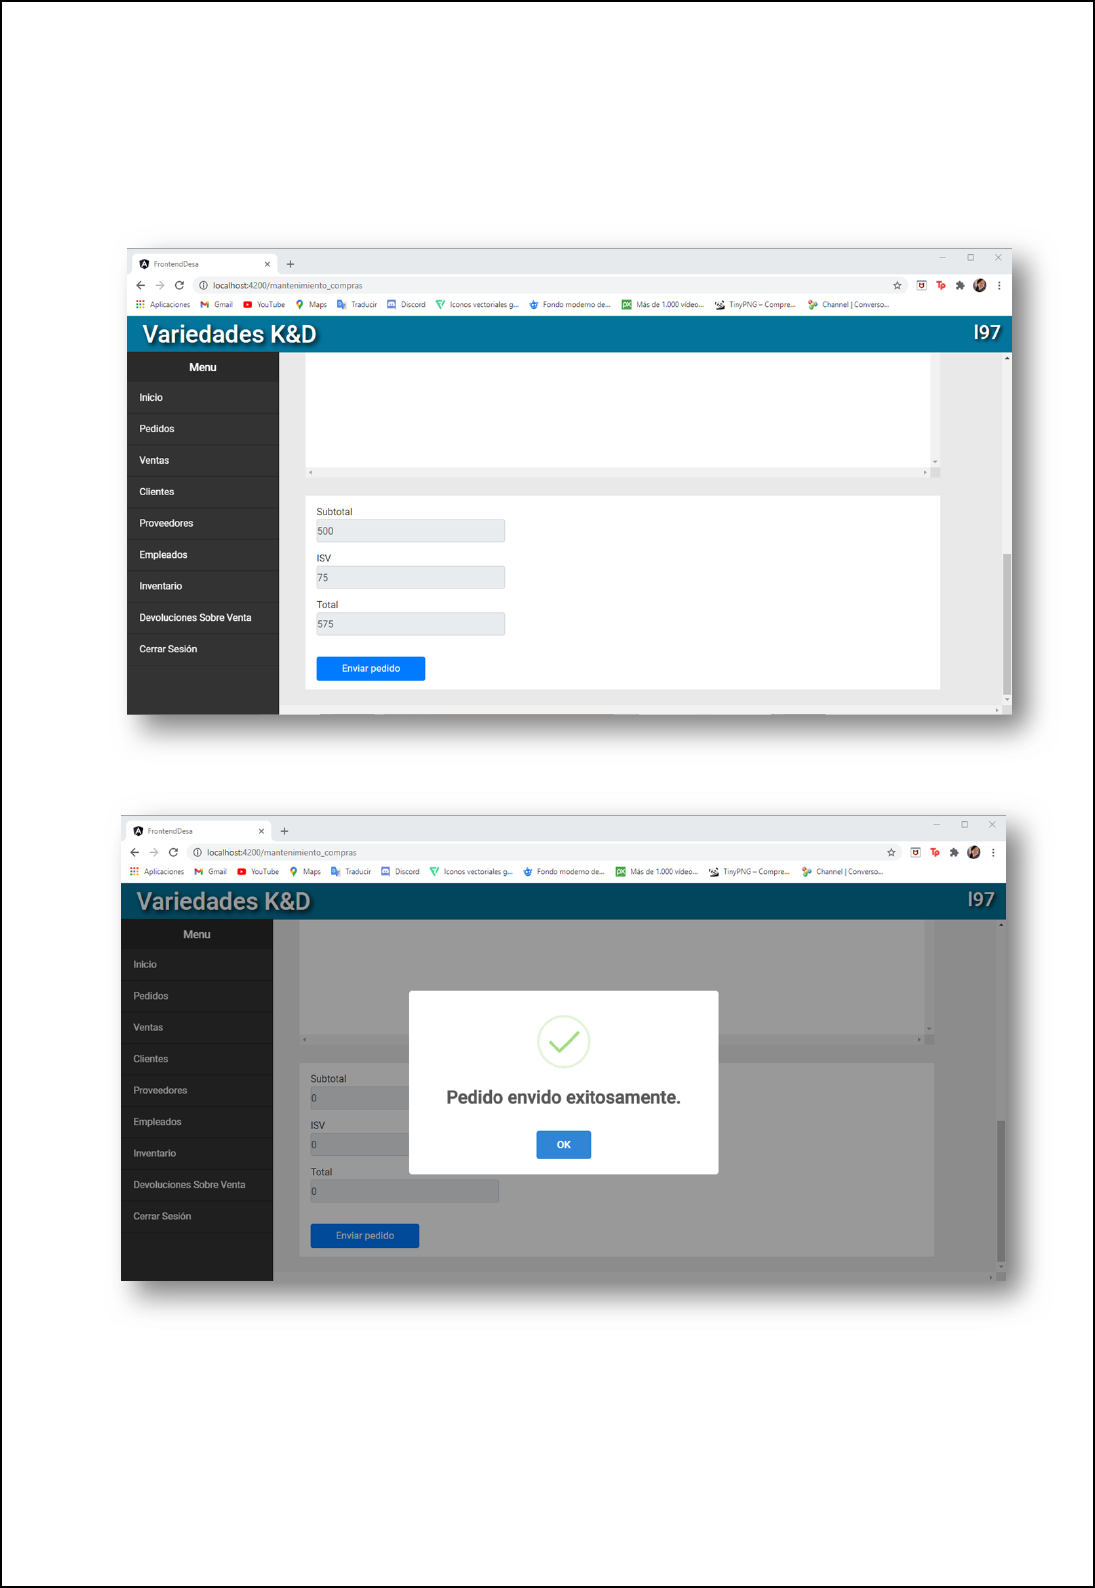 FrontendDesa
localhost:4200/mantenimiento_compras
Aplicaciones Gmail YouTube Maps Traducir Discord Iconos vectoriales g... Fondo moderno de... Más de 1.000 vídeo... TinyPNG – Compre... Channel | Converso...
Variedades K&D l97
Menu
Inicio
Pedidos
Ventas
Clientes
Proveedores
Empleados
Inventario
Devoluciones Sobre Venta
Cerrar Sesión
Subtotal
500
ISV
75
Total
575
Enviar pedido
FrontendDesa
localhost:4200/mantenimiento_compras
Aplicaciones Gmail YouTube Maps Traducir Discord Iconos vectoriales g... Fondo moderno de... Más de 1.000 vídeo... TinyPNG – Compre... Channel | Converso...
Variedades K&D l97
Menu
Inicio
Pedidos
Ventas
Clientes
Proveedores
Empleados
Inventario
Devoluciones Sobre Venta
Cerrar Sesión
Subtotal
0
ISV
0
Total
0
Enviar pedido
Pedido envido exitosamente.
OK